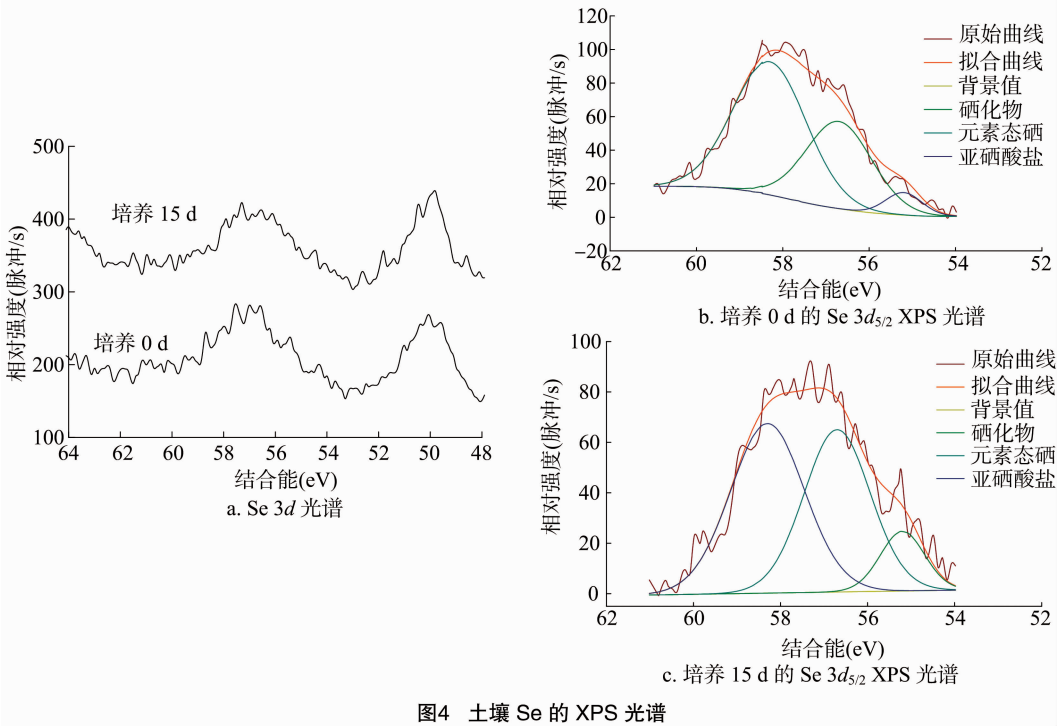 500
400
300
200
100
64
62
60
58
56
54
52
50
48
相对强度(脉冲/s)
培养 15 d
培养 0 d
结合能(eV)
a. Se 3d 光谱
120
100
80
60
40
20
0
−20
62
60
58
56
54
52
相对强度(脉冲/s)
原始曲线
拟合曲线
背景值
硒化物
元素态硒
亚硒酸盐
结合能(eV)
b. 培养 0 d 的 Se 3d5/2 XPS 光谱
100
80
60
40
20
0
62
60
58
56
54
52
相对强度(脉冲/s)
原始曲线
拟合曲线
背景值
硒化物
元素态硒
亚硒酸盐
结合能(eV)
c. 培养 15 d 的 Se 3d5/2 XPS 光谱
图4 土壤 Se 的 XPS 光谱